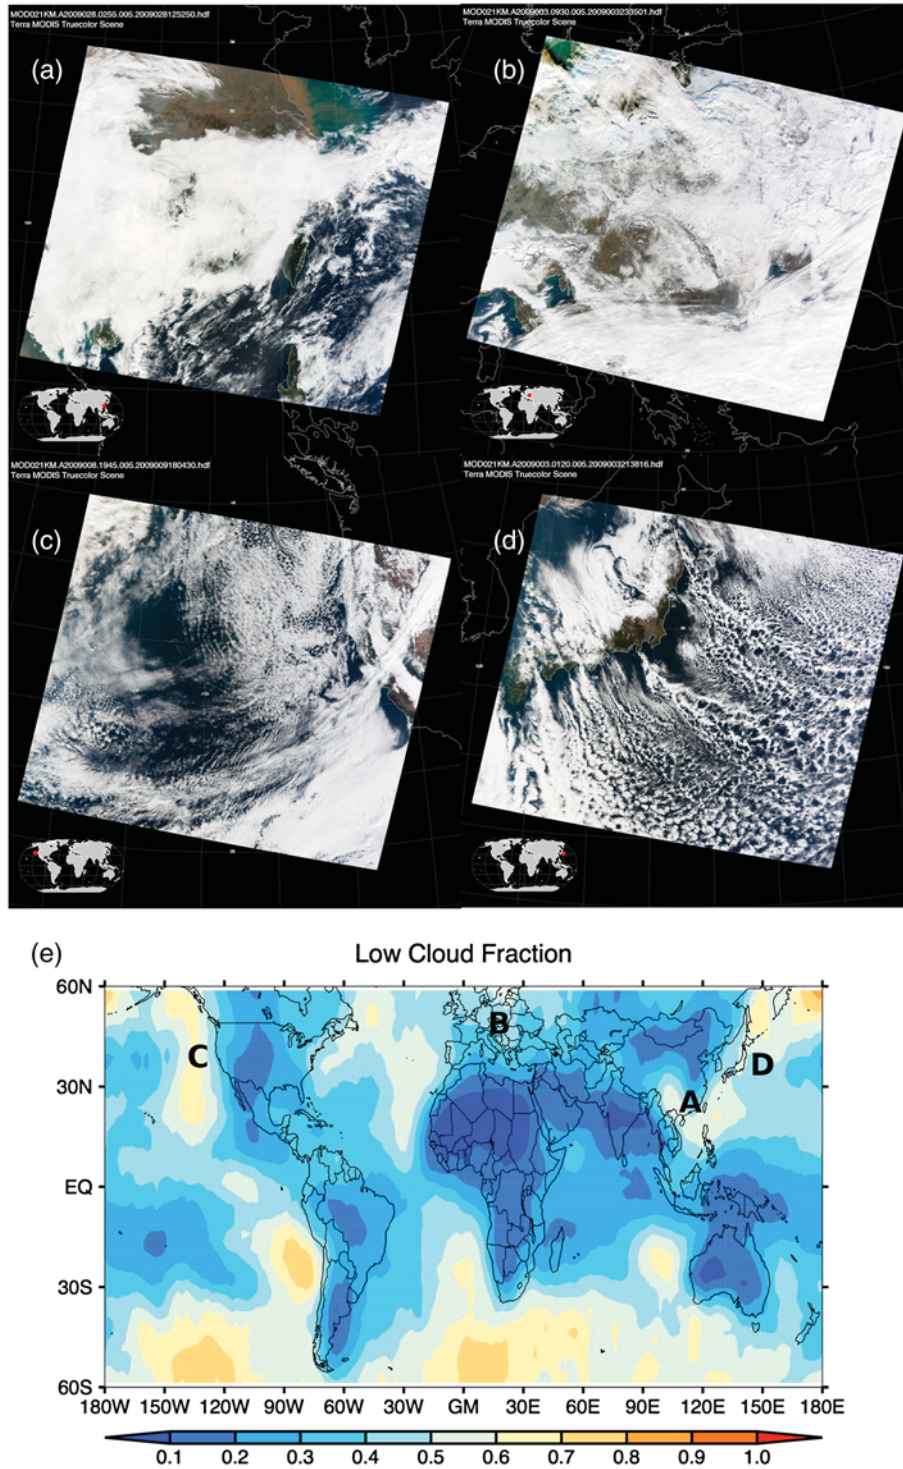 MOD021KM.A2009028.0255.005.2009028125250.hdf
Terra MODIS Truecolor Scene
(a)
MOD021KM.A2009003.0930.005.2009003233501.hdf
Terra MODIS Truecolor Scene
(b)
MOD021KM.A2009008.1945.005.2009009180430.hdf
Terra MODIS Truecolor Scene
(c)
MOD021KM.A2009003.0120.005.2009003213816.hdf
Terra MODIS Truecolor Scene
(d)
(e) Low Cloud Fraction
60N
B
C
D
30N
A
EQ
30S
60S
180W 150W 120W 90W 60W 30W GM 30E 60E 90E 120E 150E 180E
0.1 0.2 0.3 0.4 0.5 0.6 0.7 0.8 0.9 1.0